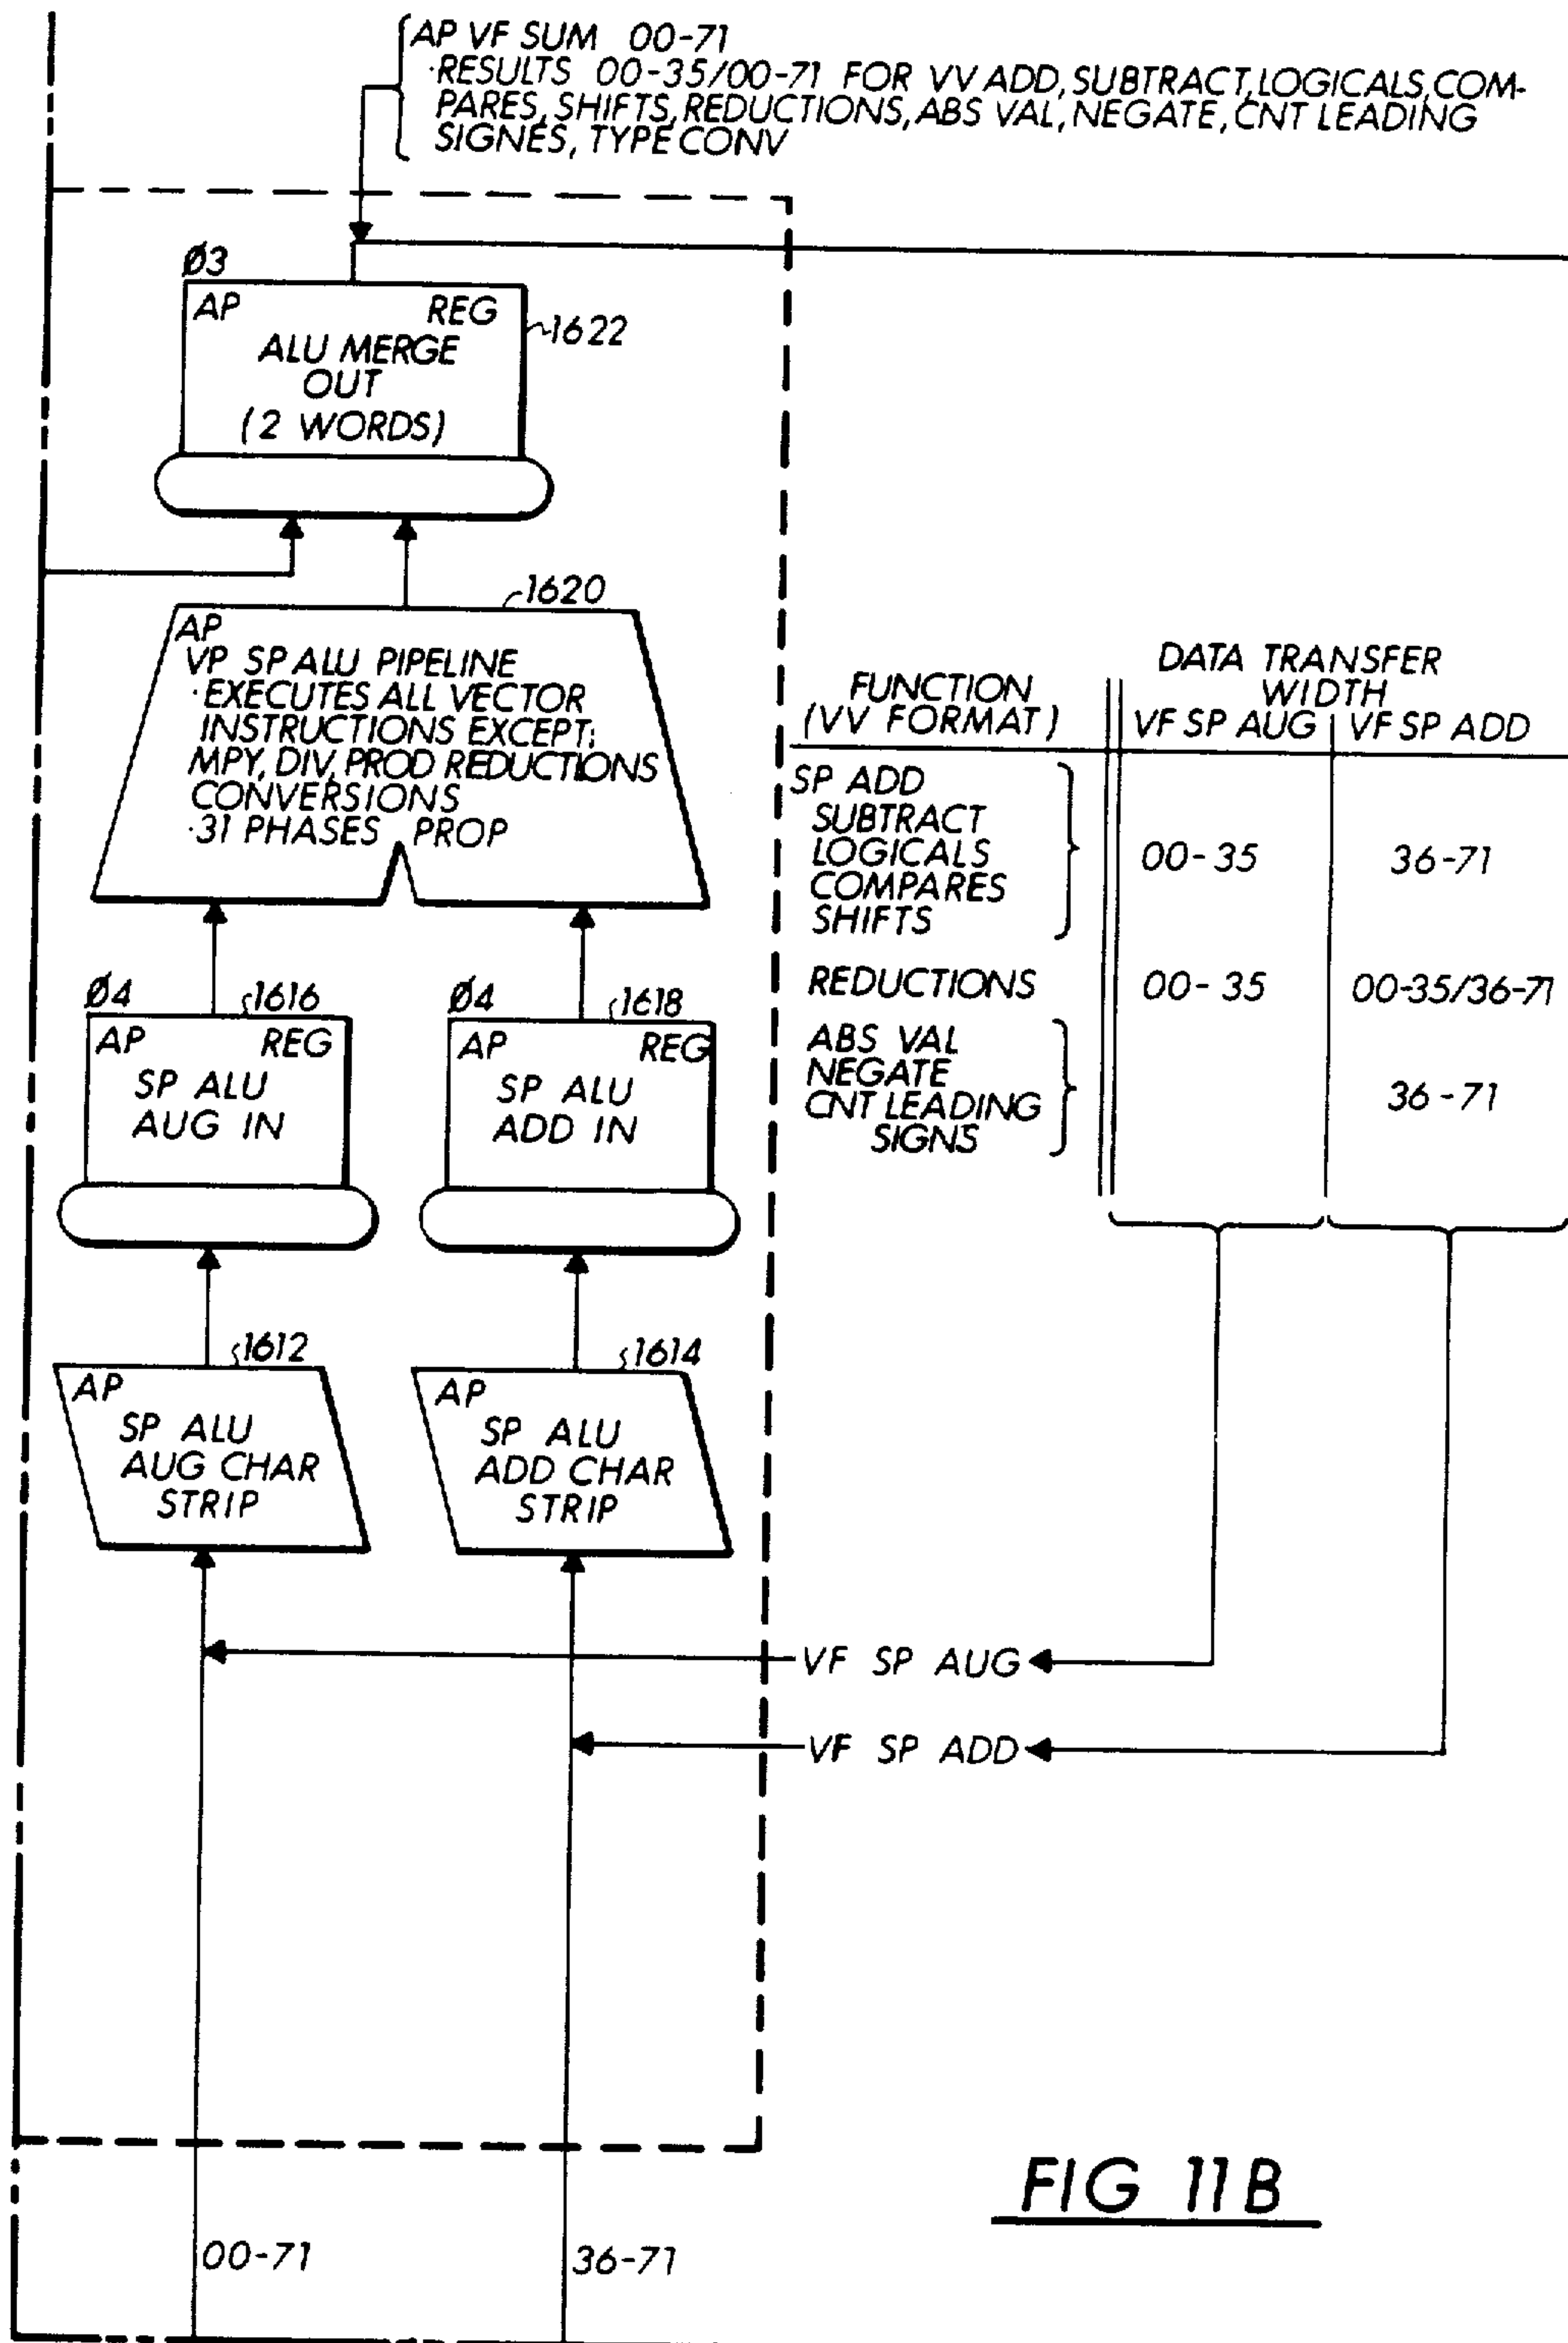 AP VF SUM 00-71
·RESULTS 00-35/00-71 FOR VV ADD, SUBTRACT, LOGICALS, COM-
PARES, SHIFTS, REDUCTIONS, ABS VAL, NEGATE, CNT LEADING
SIGNES, TYPE CONV
Ø3
AP REG
1622
ALU MERGE
OUT
(2 WORDS)
1620
AP
VP SP ALU PIPELINE
·EXECUTES ALL VECTOR
INSTRUCTIONS EXCEPT;
MPY, DIV, PROD REDUCTIONS
CONVERSIONS
·31 PHASES PROP
DATA TRANSFER
WIDTH
FUNCTION
(VV FORMAT)
VF SP AUG VF SP ADD
SP ADD
SUBTRACT
LOGICALS
COMPARES
SHIFTS
00-35 36-71
REDUCTIONS 00-35 00-35/36-71
ABS VAL
NEGATE
CNT LEADING
SIGNS
36-71
Ø4 1616
AP REG
SP ALU
AUG IN
Ø4 1618
AP REG
SP ALU
ADD IN
1612
AP
SP ALU
AUG CHAR
STRIP
1614
AP
SP ALU
ADD CHAR
STRIP
VF SP AUG
VF SP ADD
00-71
36-71
FIG 11B